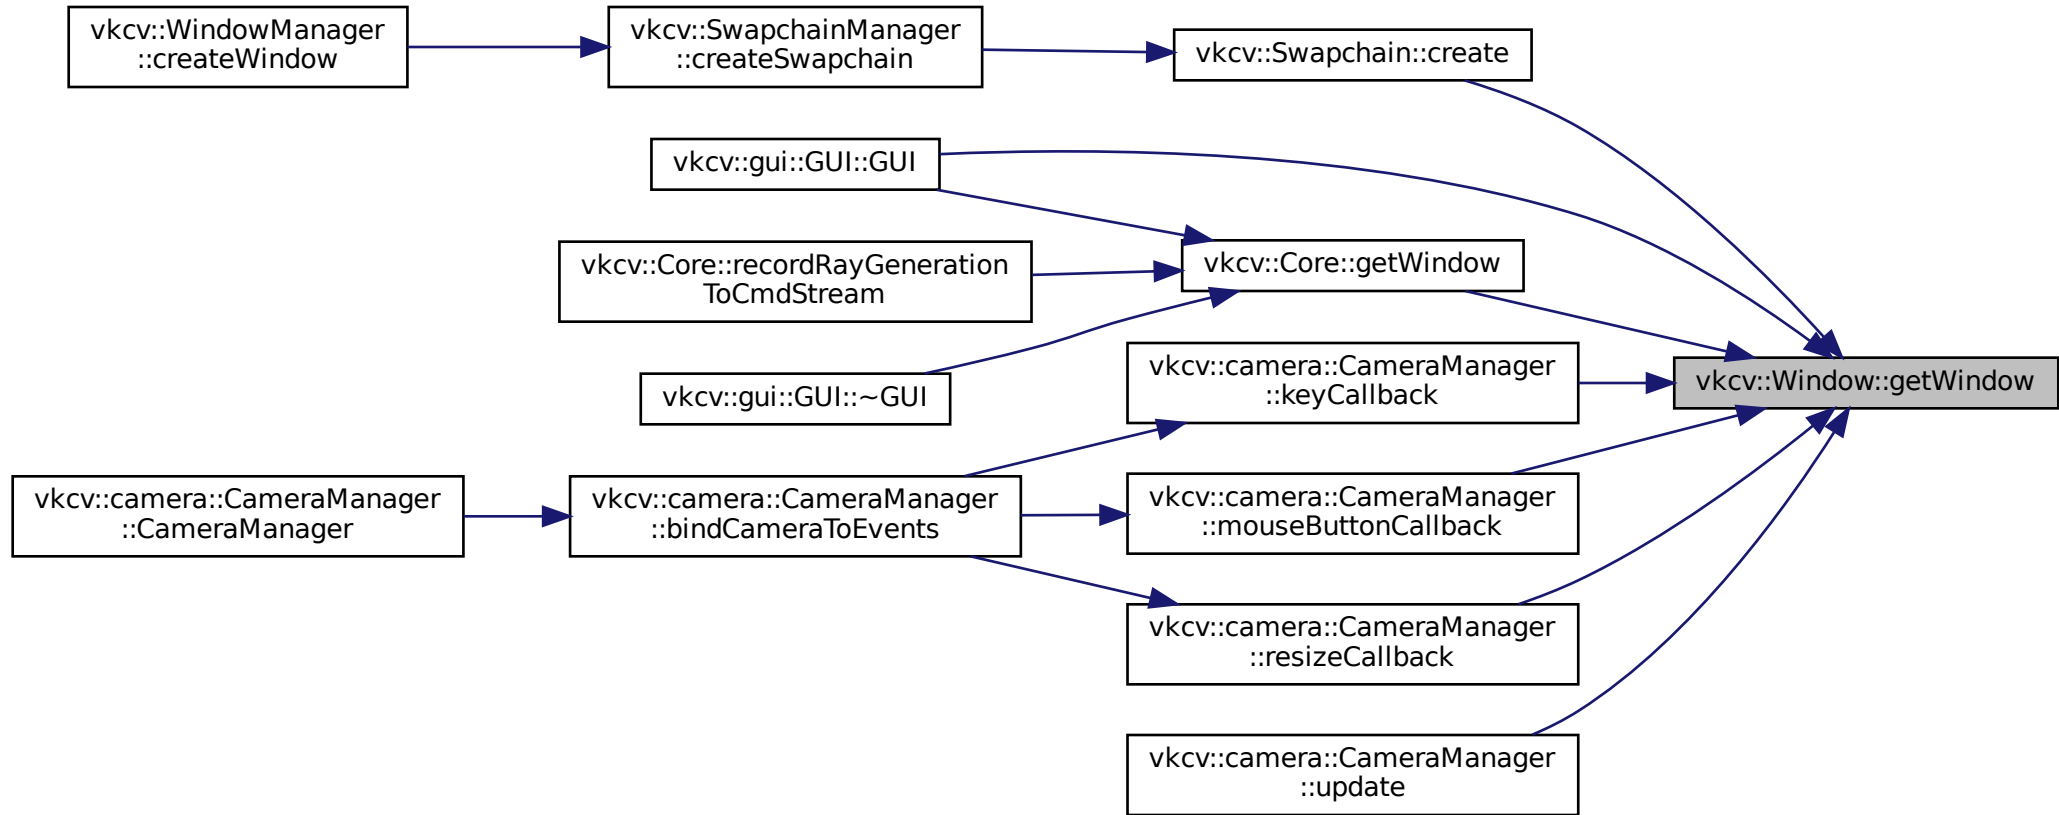 vkcv::WindowManager
::createWindow
vkcv::SwapchainManager
::createSwapchain
vkcv::Swapchain::create
vkcv::gui::GUI::GUI
vkcv::Core::recordRayGeneration
ToCmdStream
vkcv::Core::getWindow
vkcv::gui::GUI::~GUI
vkcv::camera::CameraManager
::keyCallback
vkcv::Window::getWindow
vkcv::camera::CameraManager
::CameraManager
vkcv::camera::CameraManager
::bindCameraToEvents
vkcv::camera::CameraManager
::mouseButtonCallback
vkcv::camera::CameraManager
::resizeCallback
vkcv::camera::CameraManager
::update